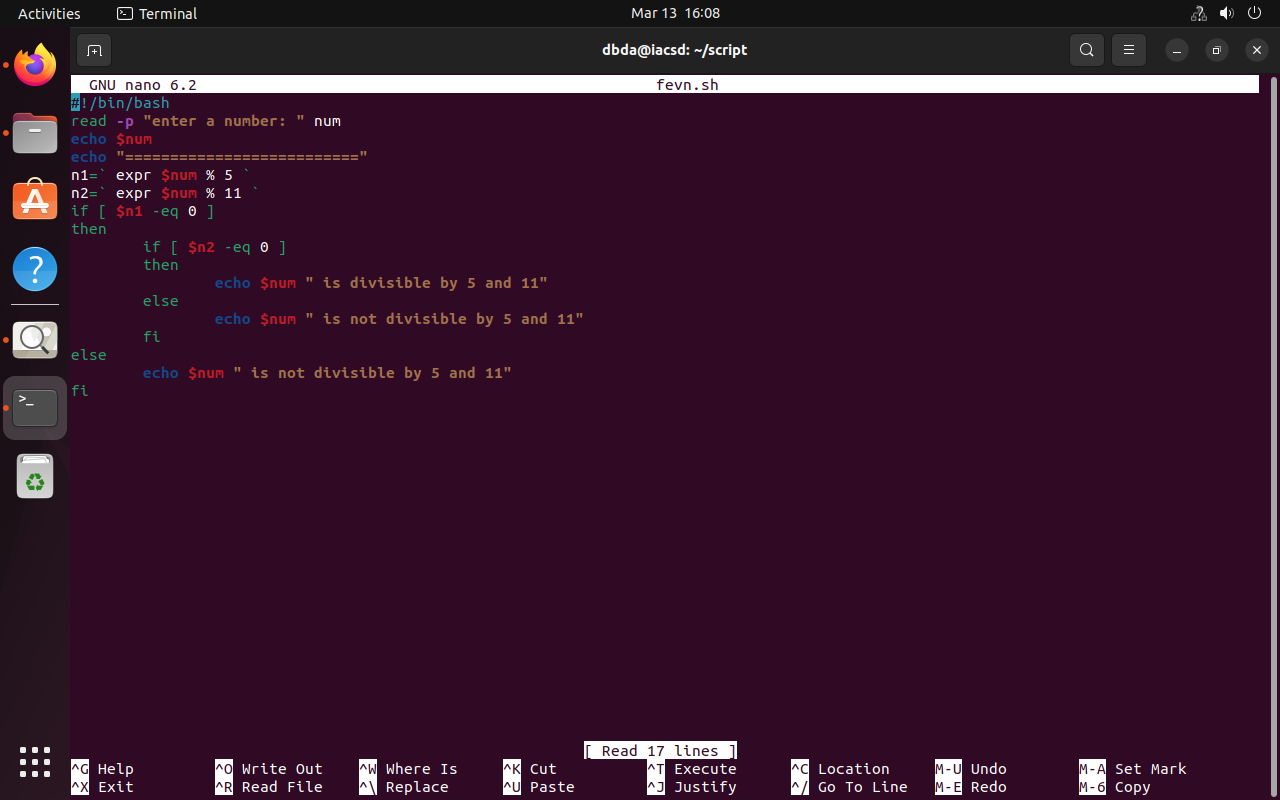 Activities Terminal Mar 13 16:08
dbda@iacsd: ~/script
GNU nano 6.2 fevn.sh
#!/bin/bash
read -p "enter a number: " num
echo $num
echo "=========================="
n1=` expr $num % 5 `
n2=` expr $num % 11 `
if [ $n1 -eq 0 ]
then
        if [ $n2 -eq 0 ]
        then
                echo $num " is divisible by 5 and 11"
        else
                echo $num " is not divisible by 5 and 11"
        fi
else
        echo $num " is not divisible by 5 and 11"
fi
[ Read 17 lines ]
^G Help ^O Write Out ^W Where Is ^K Cut ^T Execute ^C Location M-U Undo M-A Set Mark
^X Exit ^R Read File ^\ Replace ^U Paste ^J Justify ^/ Go To Line M-E Redo M-6 Copy